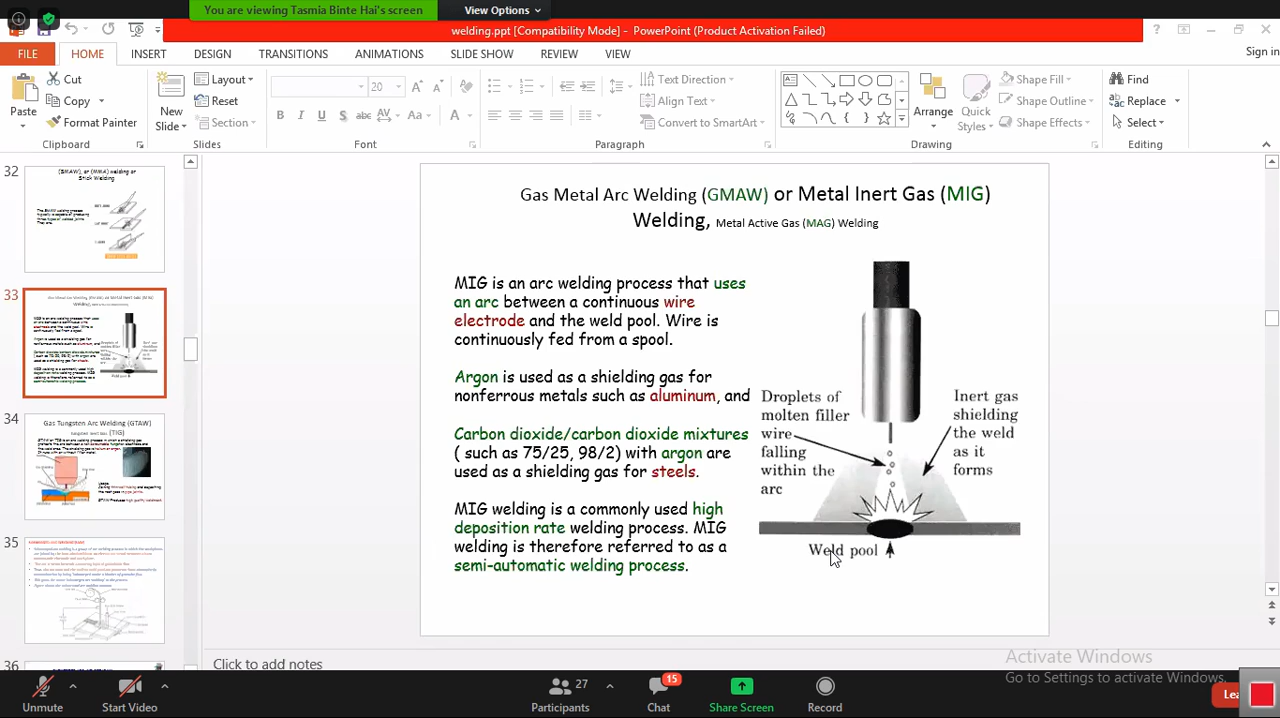 You are viewing Tasmia Binte Hai's screen
View Options
welding.ppt [Compatibility Mode] - PowerPoint (Product Activation Failed)
FILE
HOME
INSERT
DESIGN
TRANSITIONS
ANIMATIONS
SLIDE SHOW
REVIEW
VIEW
Sign in
Paste
Cut
Copy
Format Painter
Clipboard
New
Slide
Layout
Reset
Section
Slides
20
Font
Text Direction
Align Text
Convert to SmartArt
Paragraph
Arrange
Quick
Styles
Shape Fill
Shape Outline
Shape Effects
Drawing
Find
Replace
Select
Editing
32
(SMAW), or (MMA) welding or
Stick Welding
33
34
Gas Tungsten Arc Welding (GTAW)
(TIG)
35
36
Gas Metal Arc Welding (GMAW) or Metal Inert Gas (MIG)
Welding, Metal Active Gas (MAG) Welding
MIG is an arc welding process that uses
an arc between a continuous wire
electrode and the weld pool. Wire is
continuously fed from a spool.
Argon is used as a shielding gas for
nonferrous metals such as aluminum, and
Carbon dioxide/carbon dioxide mixtures
( such as 75/25, 98/2) with argon are
used as a shielding gas for steels.
MIG welding is a commonly used high
deposition rate welding process. MIG
welding is therefore referred to as a
semi-automatic welding process.
Droplets of
molten filler
wire
falling
within the
arc
Inert gas
shielding
the weld
as it
forms
Weld pool
Click to add notes
Activate Windows
Go to Settings to activate Windows.
Unmute
Start Video
27
Participants
15
Chat
Share Screen
Record
Lea